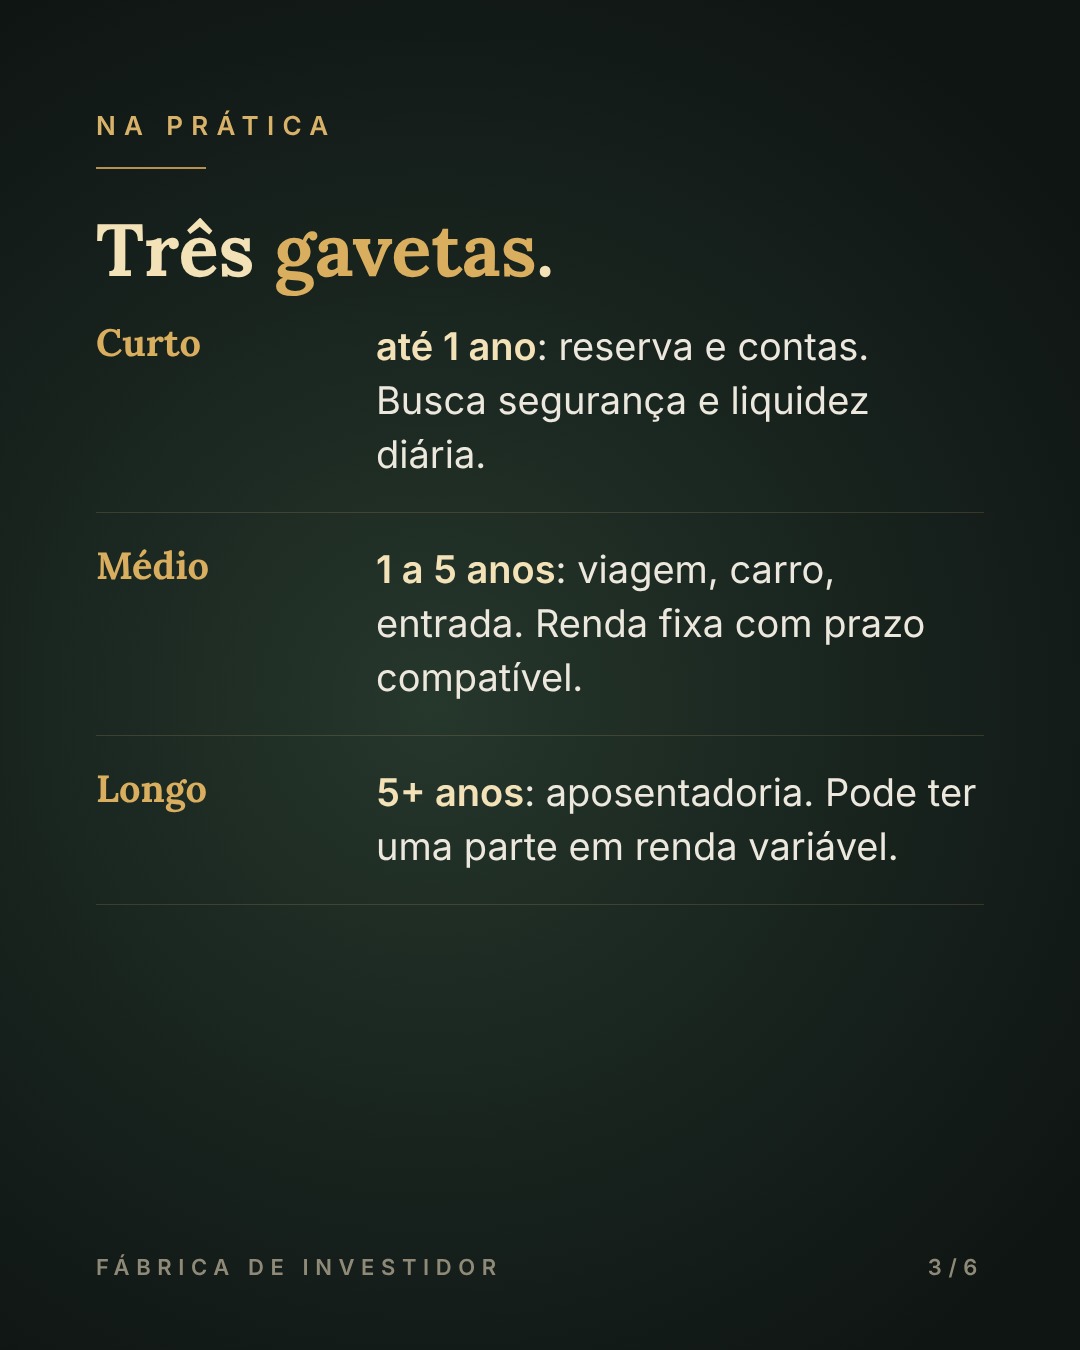 NA PRÁTICA
Três gavetas.
Curto
até 1 ano: reserva e contas.
Busca segurança e liquidez
diária.
Médio
1 a 5 anos: viagem, carro,
entrada. Renda fixa com prazo
compatível.
Longo
5+ anos: aposentadoria. Pode ter
uma parte em renda variável.
FÁBRICA DE INVESTIDOR
3/6